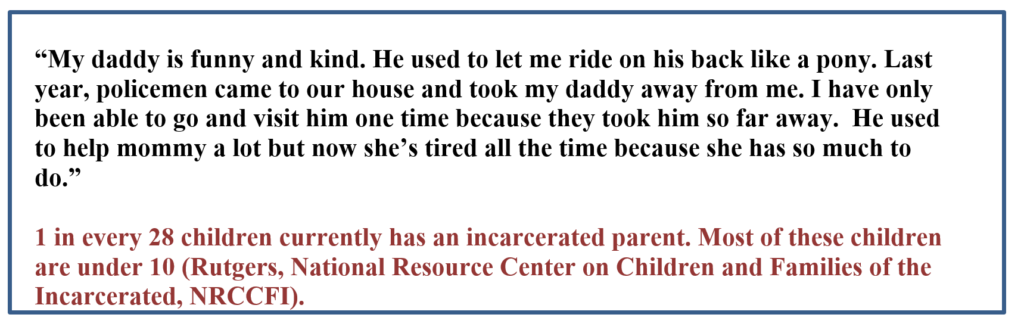 “My daddy is funny and kind. He used to let me ride on his back like a pony. Last
year, policemen came to our house and took my daddy away from me. I have only
been able to go and visit him one time because they took him so far away.  He used
to help mommy a lot but now she’s tired all the time because she has so much to
do.”
1 in every 28 children currently has an incarcerated parent. Most of these children
are under 10 (Rutgers, National Resource Center on Children and Families of the
Incarcerated, NRCCFI).